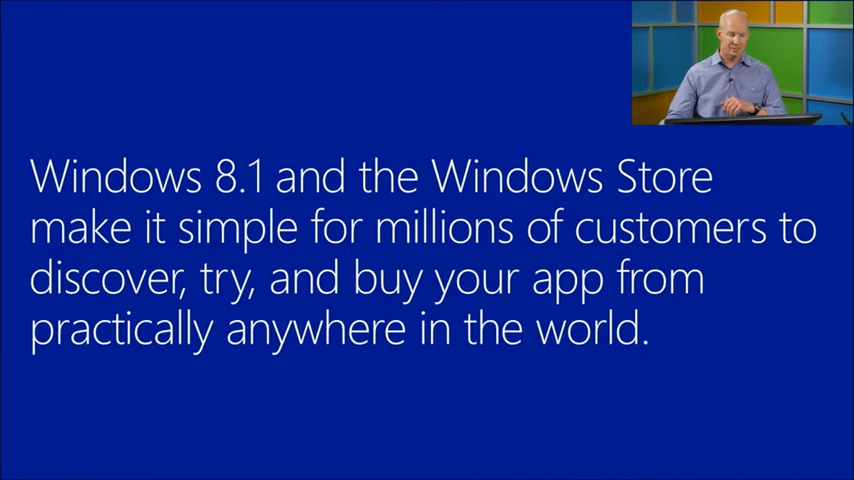 Windows 8.1 and the Windows Store
make it simple for millions of customers to
discover, try, and buy your app from
practically anywhere in the world.